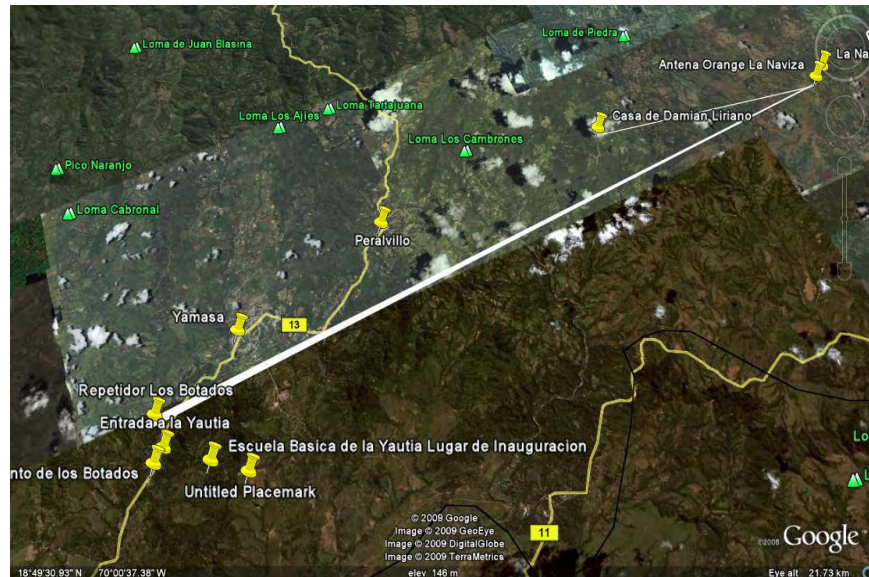 Loma de Piedra
Loma de Juan Blasina
La Na
Antena Orange La Naviza
Loma Tartajuana
Loma Los Ajies
Casa de Damian Liriano
Loma Los Cambrones
Pico Naranjo
Loma Cabronal
Peralvillo
Yamasa
13
Repetidor Los Botados
Entrada a la Yautia
Escuela Basica de la Yautia Lugar de Inauguracion
nto de los Botados
Untitled Placemark
Lo
L
© 2009 Google
Image © 2009 GeoEye
Image © 2009 DigitalGlobe
Image © 2009 TerraMetrics
11
©2008 Google™
18°49'30.93" N 70°00'37.38" W elev 146 m Eye alt 21.73 km